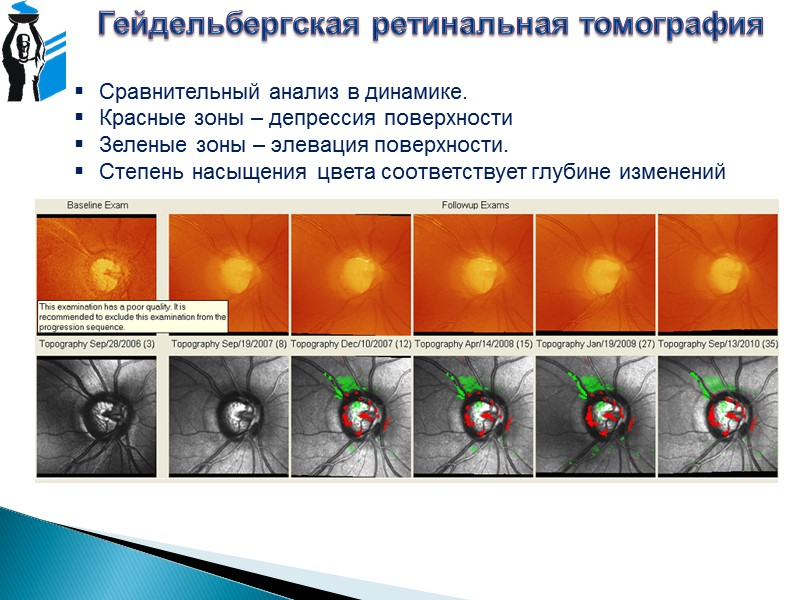 Гейдельбергская ретинальная томография
Сравнительный анализ в динамике.
Красные зоны – депрессия поверхности
Зеленые зоны – элевация поверхности.
Степень насыщения цвета соответствует глубине изменений
Baseline Exam
Followup Exams
This examination has a poor quality. It is
recommended to exclude this examination from the
progression sequence.
Topography Sep/28/2006 (3)
Topography Sep/19/2007 (8)
Topography Dec/10/2007 (12)
Topography Apr/14/2008 (15)
Topography Jan/19/2009 (27)
Topography Sep/13/2010 (35)